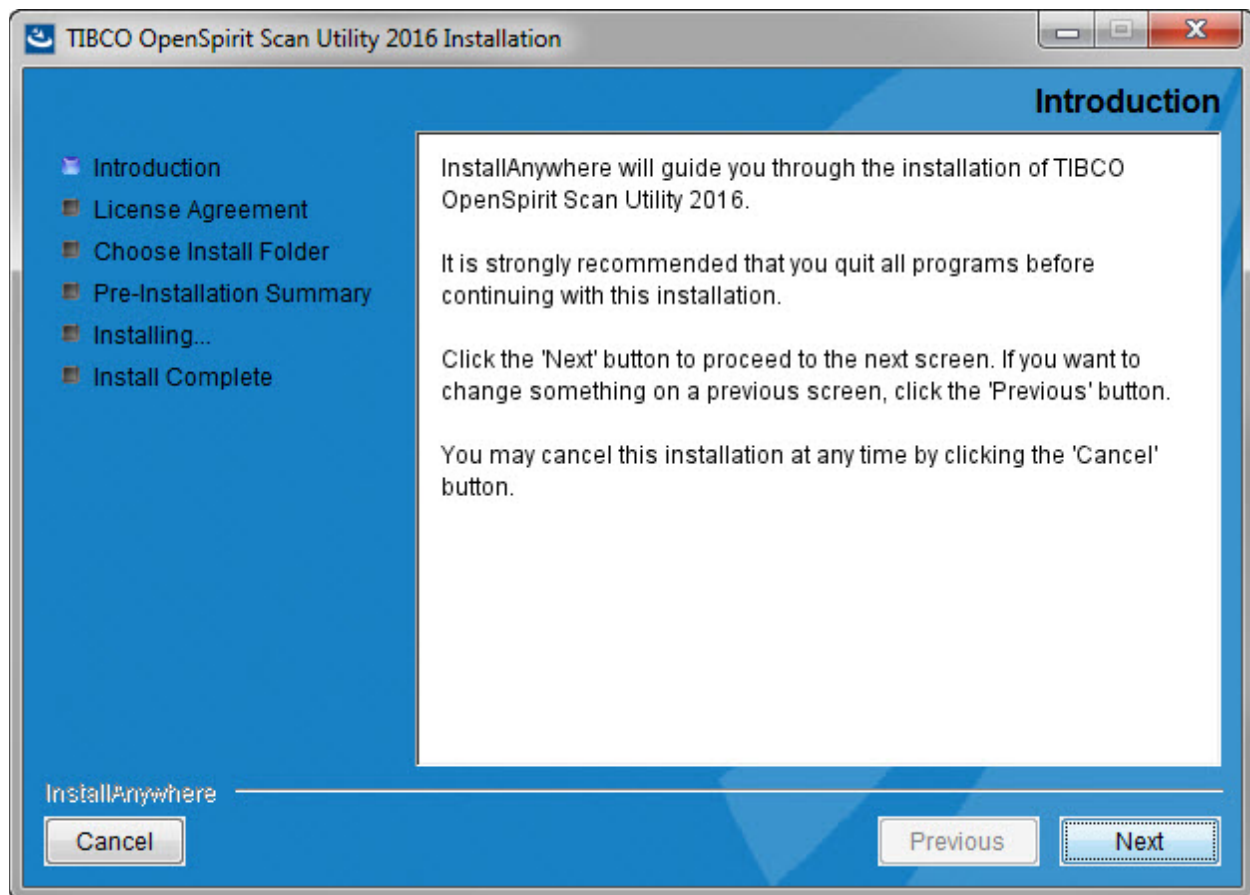 TIBCO OpenSpirit Scan Utility 2016 Installation
Introduction
Introduction
License Agreement
Choose Install Folder
Pre-Installation Summary
Installing...
Install Complete
InstallAnywhere will guide you through the installation of TIBCO
OpenSpirit Scan Utility 2016.
It is strongly recommended that you quit all programs before
continuing with this installation.
Click the 'Next' button to proceed to the next screen. If you want to
change something on a previous screen, click the 'Previous' button.
You may cancel this installation at any time by clicking the 'Cancel'
button.
InstallAnywhere
Cancel
Previous
Next